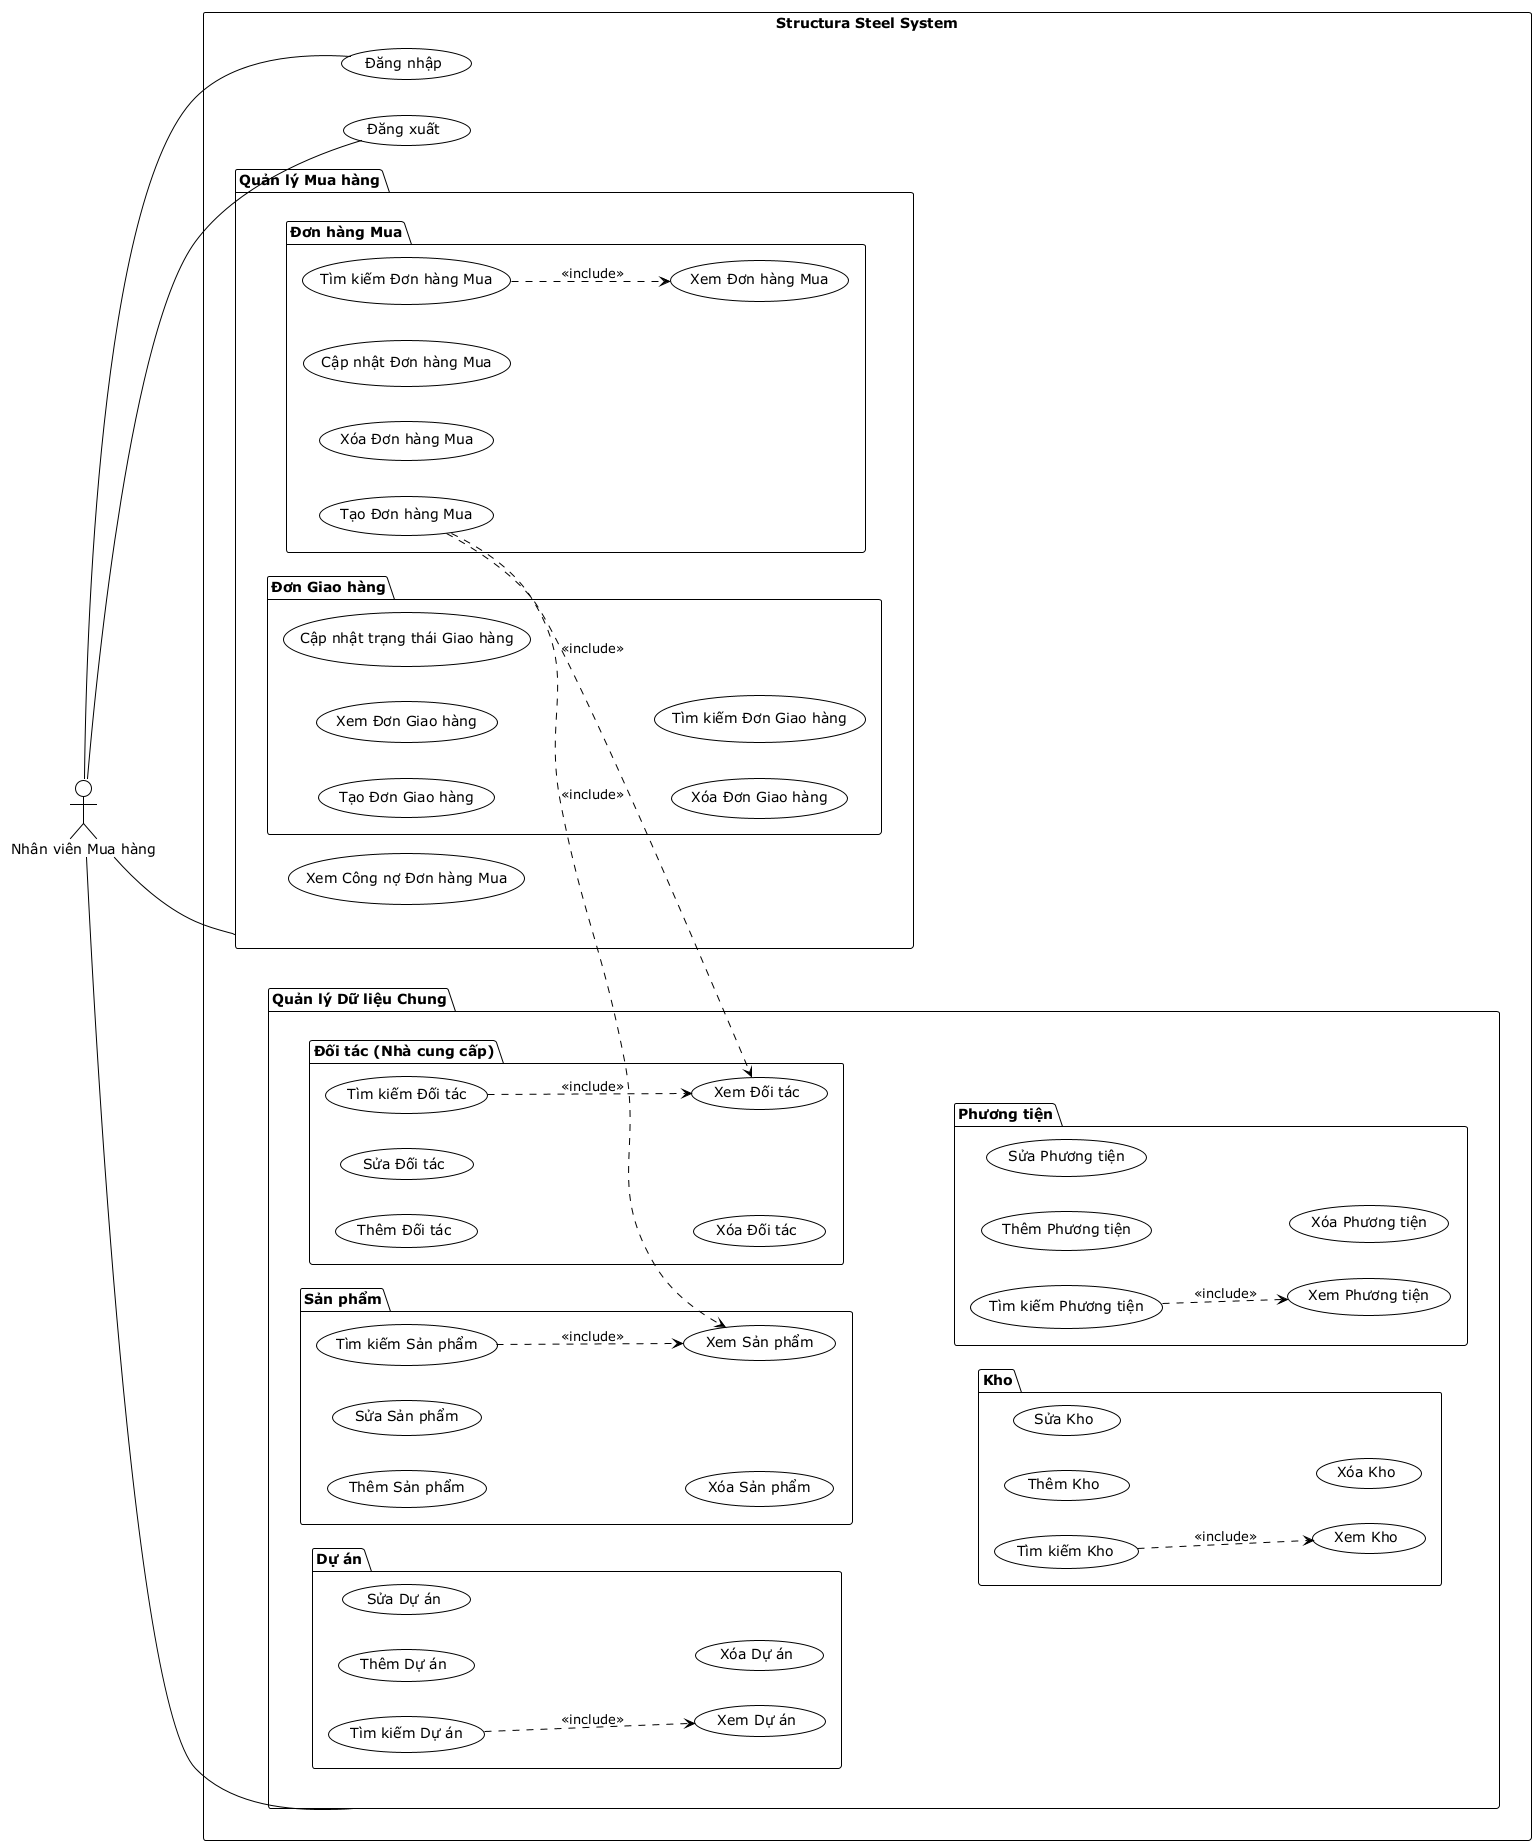 Structura Steel System
Đăng nhập
Đăng xuất
Quản lý Mua hàng
Đơn hàng Mua
Tìm kiếm Đơn hàng Mua
«include»
Xem Đơn hàng Mua
Cập nhật Đơn hàng Mua
Xóa Đơn hàng Mua
Tạo Đơn hàng Mua
Đơn Giao hàng
Cập nhật trạng thái Giao hàng
«include»
Xem Đơn Giao hàng
Tìm kiếm Đơn Giao hàng
Tạo Đơn Giao hàng
«include»
Xóa Đơn Giao hàng
Nhân viên Mua hàng
Xem Công nợ Đơn hàng Mua
Quản lý Dữ liệu Chung
Đối tác (Nhà cung cấp)
Tìm kiếm Đối tác
«include»
Xem Đối tác
Sửa Đối tác
Thêm Đối tác
Xóa Đối tác
Sản phẩm
Tìm kiếm Sản phẩm
«include»
Xem Sản phẩm
Sửa Sản phẩm
Thêm Sản phẩm
Xóa Sản phẩm
Dự án
Sửa Dự án
Thêm Dự án
Xóa Dự án
Tìm kiếm Dự án
«include»
Xem Dự án
Phương tiện
Sửa Phương tiện
Thêm Phương tiện
Xóa Phương tiện
Tìm kiếm Phương tiện
«include»
Xem Phương tiện
Kho
Sửa Kho
Thêm Kho
Xóa Kho
Tìm kiếm Kho
«include»
Xem Kho